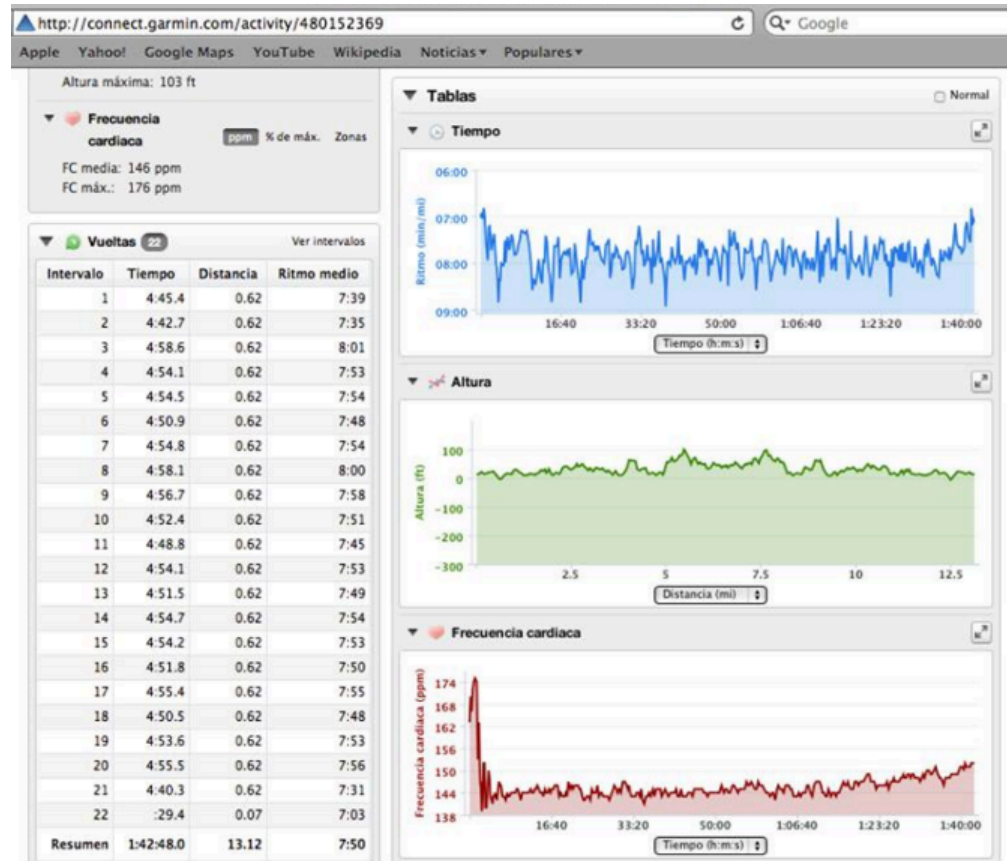 http://connect.garmin.com/activity/480152369
Google
Apple Yahoo! Google Maps YouTube Wikipedia Noticias Populares
Altura máxima: 103 ft
Frecuencia
cardiaca
ppm % de máx. Zonas
FC media: 146 ppm
FC máx.: 176 ppm
Vueltas 22 Ver intervalos
Intervalo Tiempo Distancia Ritmo medio
1 4:45.4 0.62 7:39
2 4:42.7 0.62 7:35
3 4:58.6 0.62 8:01
4 4:54.1 0.62 7:53
5 4:54.5 0.62 7:54
6 4:50.9 0.62 7:48
7 4:54.8 0.62 7:54
8 4:58.1 0.62 8:00
9 4:56.7 0.62 7:58
10 4:52.4 0.62 7:51
11 4:48.8 0.62 7:45
12 4:54.1 0.62 7:53
13 4:51.5 0.62 7:49
14 4:54.7 0.62 7:54
15 4:54.2 0.62 7:53
16 4:51.8 0.62 7:50
17 4:55.4 0.62 7:55
18 4:50.5 0.62 7:48
19 4:53.6 0.62 7:53
20 4:55.5 0.62 7:56
21 4:40.3 0.62 7:31
22 :29.4 0.07 7:03
Resumen 1:42:48.0 13.12 7:50
Tablas Normal
Tiempo
Ritmo (min/mi)
06:00
07:00
08:00
09:00
16:40 33:20 50:00 1:06:40 1:23:20 1:40:00
Tiempo (h:m:s)
Altura
Altura (ft)
100
0
-100
-200
-300
2.5 5 7.5 10 12.5
Distancia (mi)
Frecuencia cardiaca
Frecuencia cardiaca (ppm)
174
168
162
156
150
144
138
16:40 33:20 50:00 1:06:40 1:23:20 1:40:00
Tiempo (h:m:s)